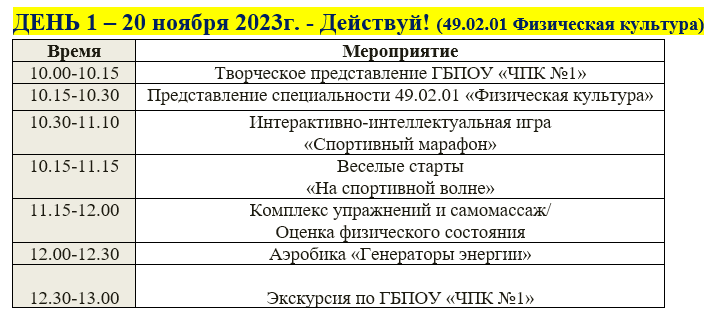 ДЕНЬ 1 – 20 ноября 2023г. - Действуй! (49.02.01 Физическая культура)
Время Мероприятие
10.00-10.15 Творческое представление ГБПОУ «ЧПК №1»
10.15-10.30 Представление специальности 49.02.01 «Физическая культура»
10.30-11.10 Интерактивно-интеллектуальная игра
«Спортивный марафон»
10.15-11.15 Веселые старты
«На спортивной волне»
11.15-12.00 Комплекс упражнений и самомассаж/
Оценка физического состояния
12.00-12.30 Аэробика «Генераторы энергии»
12.30-13.00 Экскурсия по ГБПОУ «ЧПК №1»